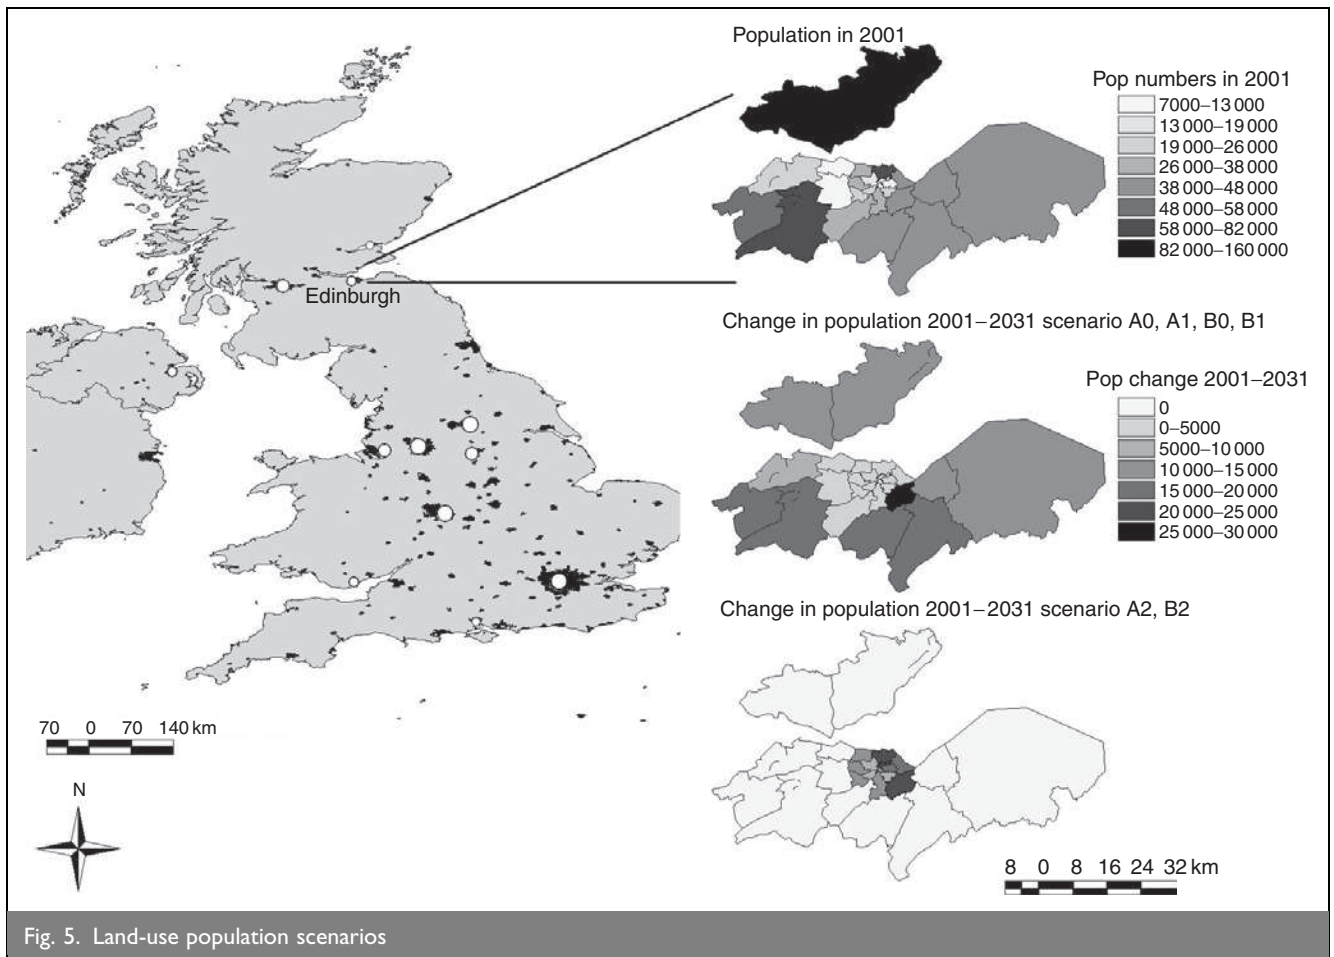 Population in 2001
Pop numbers in 2001
7000–13 000
13 000–19 000
19 000–26 000
26 000–38 000
38 000–48 000
48 000–58 000
58 000–82 000
82 000–160 000
Edinburgh
Change in population 2001–2031 scenario A0, A1, B0, B1
Pop change 2001–2031
0
0–5000
5000–10 000
10 000–15 000
15 000–20 000
20 000–25 000
25 000–30 000
Change in population 2001–2031 scenario A2, B2
70 0 70 140 km
N
8 0 8 16 24 32 km
Fig. 5. Land-use population scenarios